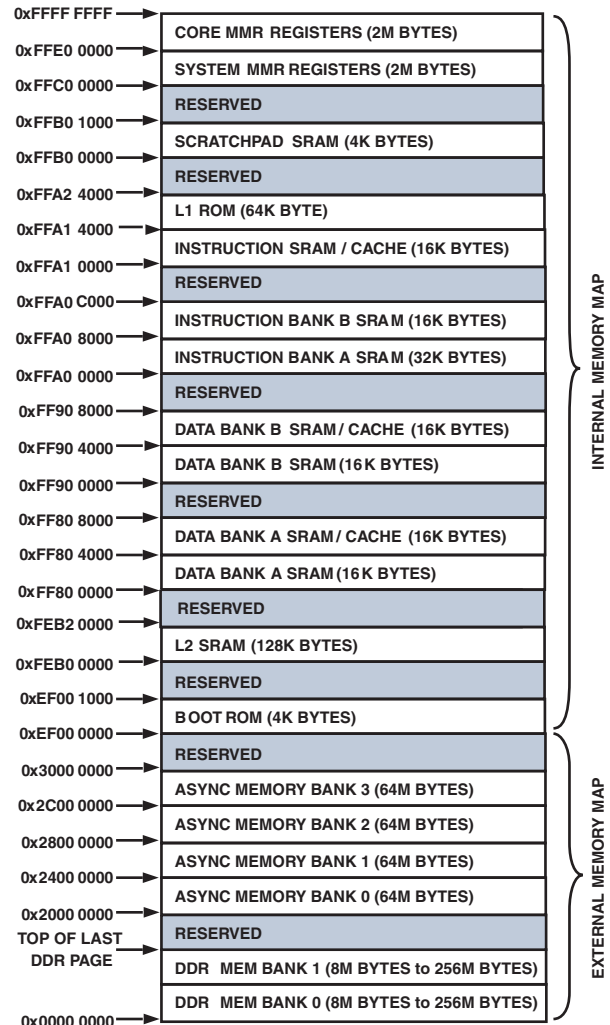 0xFFFF FFFF
CORE MMR REGISTERS (2M BYTES)
0xFFE0 0000
SYSTEM MMR REGISTERS (2M BYTES)
0xFFC0 0000
RESERVED
0xFFB0 1000
SCRATCHPAD SRAM (4K BYTES)
0xFFB0 0000
RESERVED
0xFFA2 4000
L1 ROM (64K BYTE)
0xFFA1 4000
INSTRUCTION SRAM / CACHE (16K BYTES)
0xFFA1 0000
RESERVED
0xFFA0 C000
INSTRUCTION BANK B SRAM (16K BYTES)
0xFFA0 8000
INSTRUCTION BANK A SRAM (32K BYTES)
0xFFA0 0000
RESERVED
0xFF90 8000
DATA BANK B SRAM / CACHE (16K BYTES)
0xFF90 4000
DATA BANK B SRAM (16K BYTES)
0xFF90 0000
RESERVED
0xFF80 8000
DATA BANK A SRAM / CACHE (16K BYTES)
0xFF80 4000
DATA BANK A SRAM (16K BYTES)
0xFF80 0000
RESERVED
0xFEB2 0000
L2 SRAM (128K BYTES)
0xFEB0 0000
RESERVED
0xEF00 1000
BOOT ROM (4K BYTES)
0xEF00 0000
RESERVED
0x3000 0000
ASYNC MEMORY BANK 3 (64M BYTES)
0x2C00 0000
ASYNC MEMORY BANK 2 (64M BYTES)
0x2800 0000
ASYNC MEMORY BANK 1 (64M BYTES)
0x2400 0000
ASYNC MEMORY BANK 0 (64M BYTES)
0x2000 0000
RESERVED
TOP OF LAST
DDR PAGE
DDR MEM BANK 1 (8M BYTES to 256M BYTES)
DDR MEM BANK 0 (8M BYTES to 256M BYTES)
0x0000 0000
INTERNAL MEMORY MAP
EXTERNAL MEMORY MAP